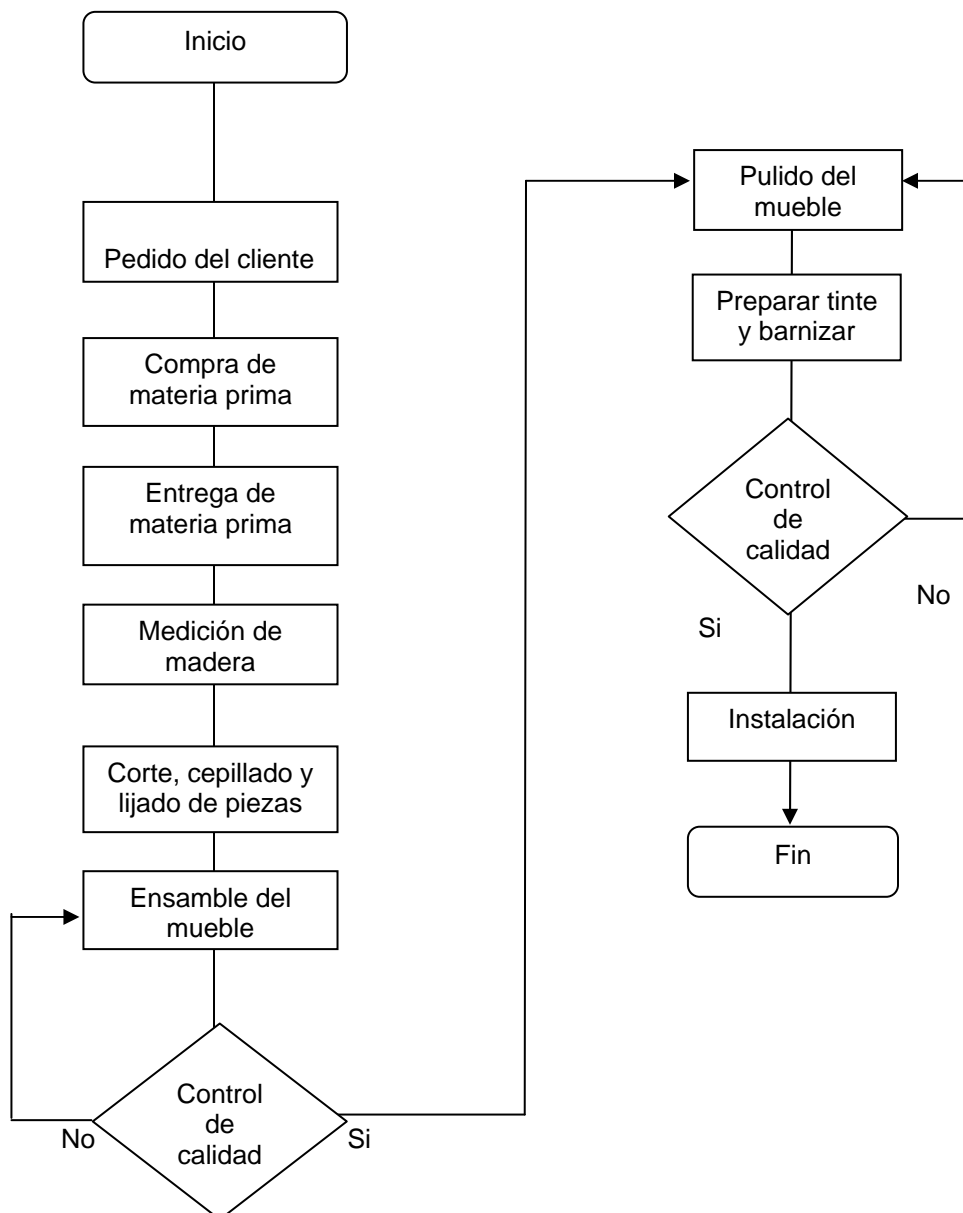 Inicio
Pedido del cliente
Compra de
materia prima
Entrega de
materia prima
Medición de
madera
Corte, cepillado y
lijado de piezas
Ensamble del
mueble
Control
de
calidad
No
Si
Pulido del
mueble
Preparar tinte
y barnizar
Control
de
calidad
No
Si
Instalación
Fin